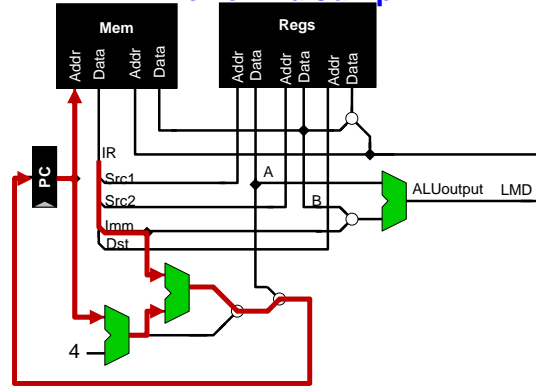 Mem
Regs
Addr
Data
Addr
Data
Addr
Data
Addr
Data
Addr
Data
IR
PC
Src1
A
ALUoutput
LMD
Src2
B
Imm
Dst
4